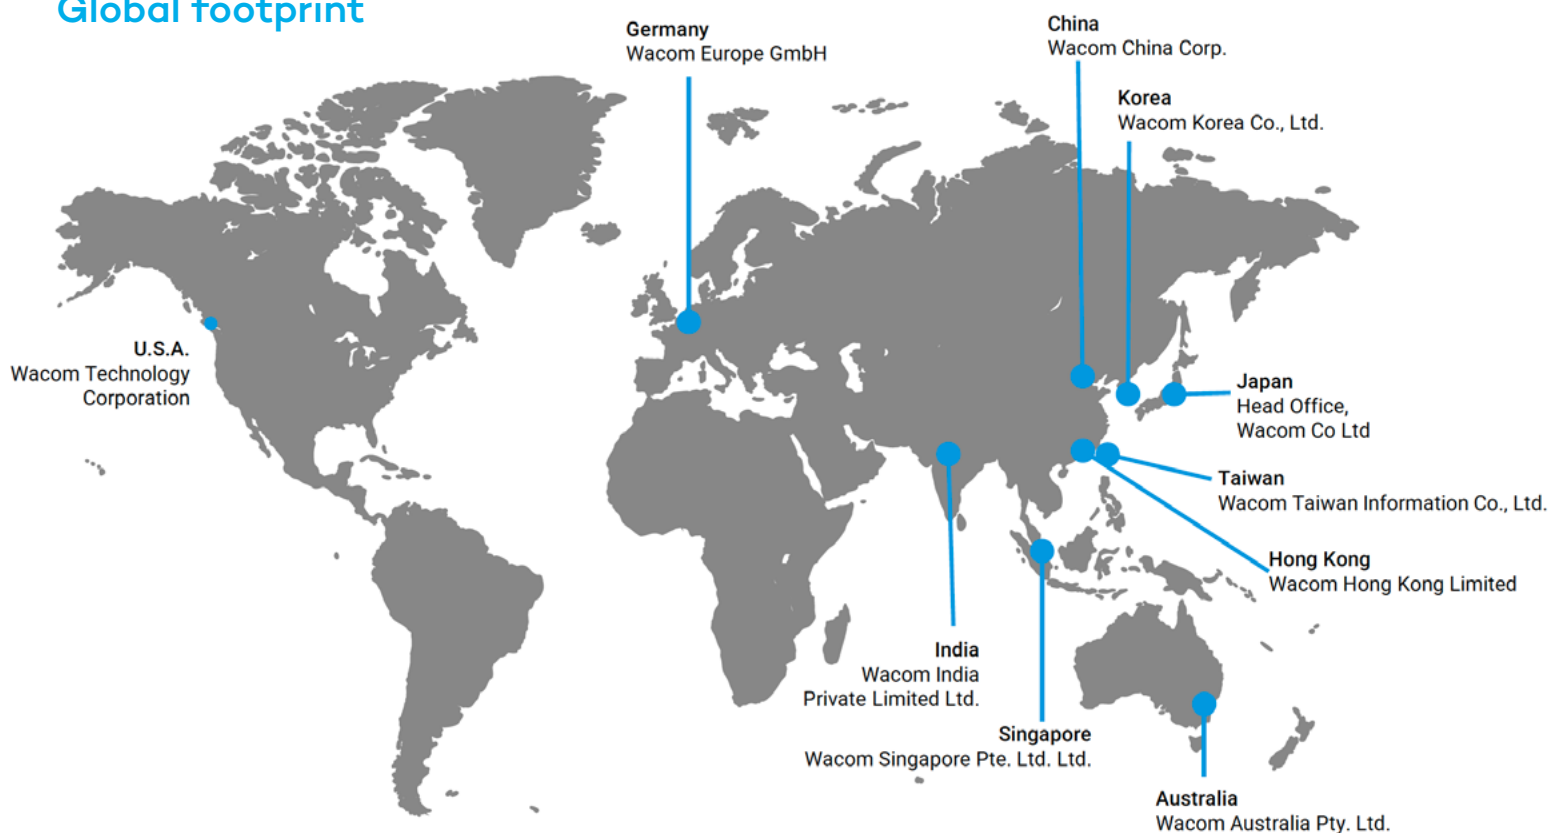 Global footprint
Germany
Wacom Europe GmbH
China
Wacom China Corp.
Korea
Wacom Korea Co., Ltd.
U.S.A.
Wacom Technology
Corporation
Japan
Head Office,
Wacom Co Ltd
Taiwan
Wacom Taiwan Information Co., Ltd.
Hong Kong
Wacom Hong Kong Limited
India
Wacom India
Private Limited Ltd.
Singapore
Wacom Singapore Pte. Ltd. Ltd.
Australia
Wacom Australia Pty. Ltd.